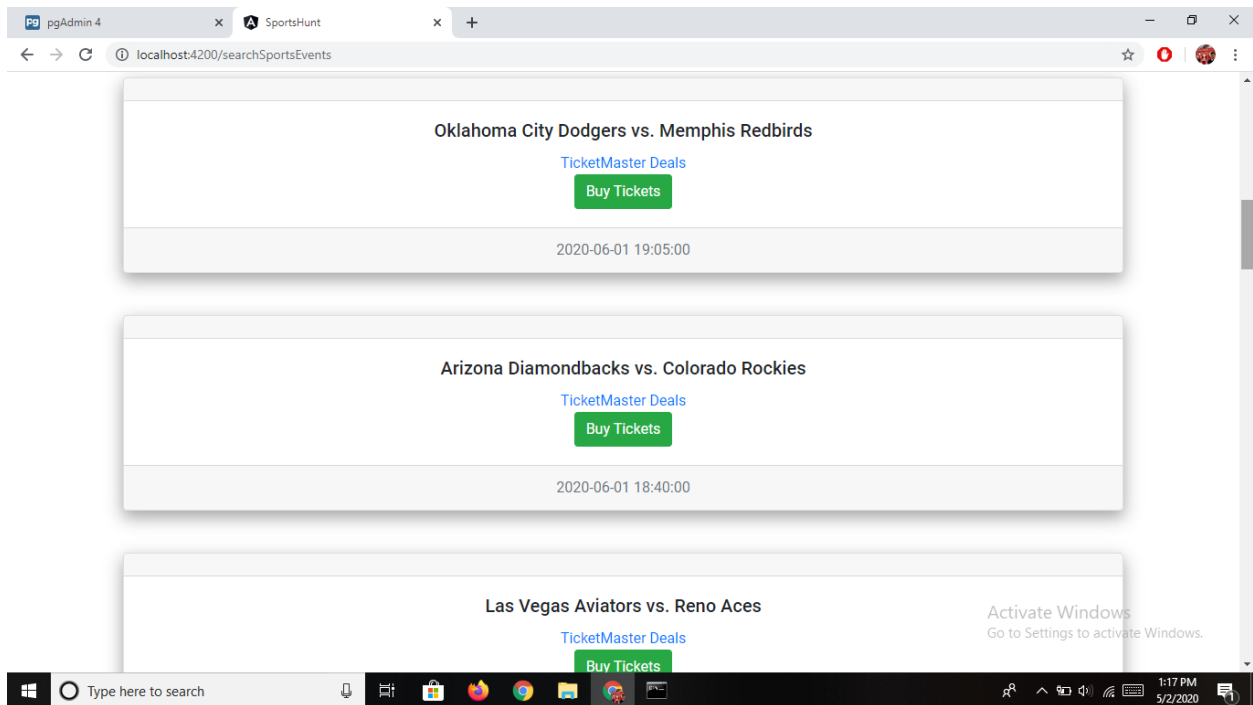 pgAdmin 4
SportsHunt
localhost:4200/searchSportsEvents
Oklahoma City Dodgers vs. Memphis Redbirds
TicketMaster Deals
Buy Tickets
2020-06-01 19:05:00
Arizona Diamondbacks vs. Colorado Rockies
TicketMaster Deals
Buy Tickets
2020-06-01 18:40:00
Las Vegas Aviators vs. Reno Aces
TicketMaster Deals
Buy Tickets
Activate Windows
Go to Settings to activate Windows.
Type here to search
1:17 PM
5/2/2020
1